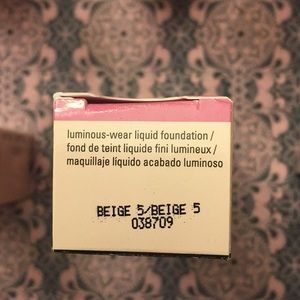 luminous-wear liquid foundation /
fond de teint liquide fini lumineux /
maquillaje líquido acabado luminoso
BEIGE 5/BEIGE 5
038709